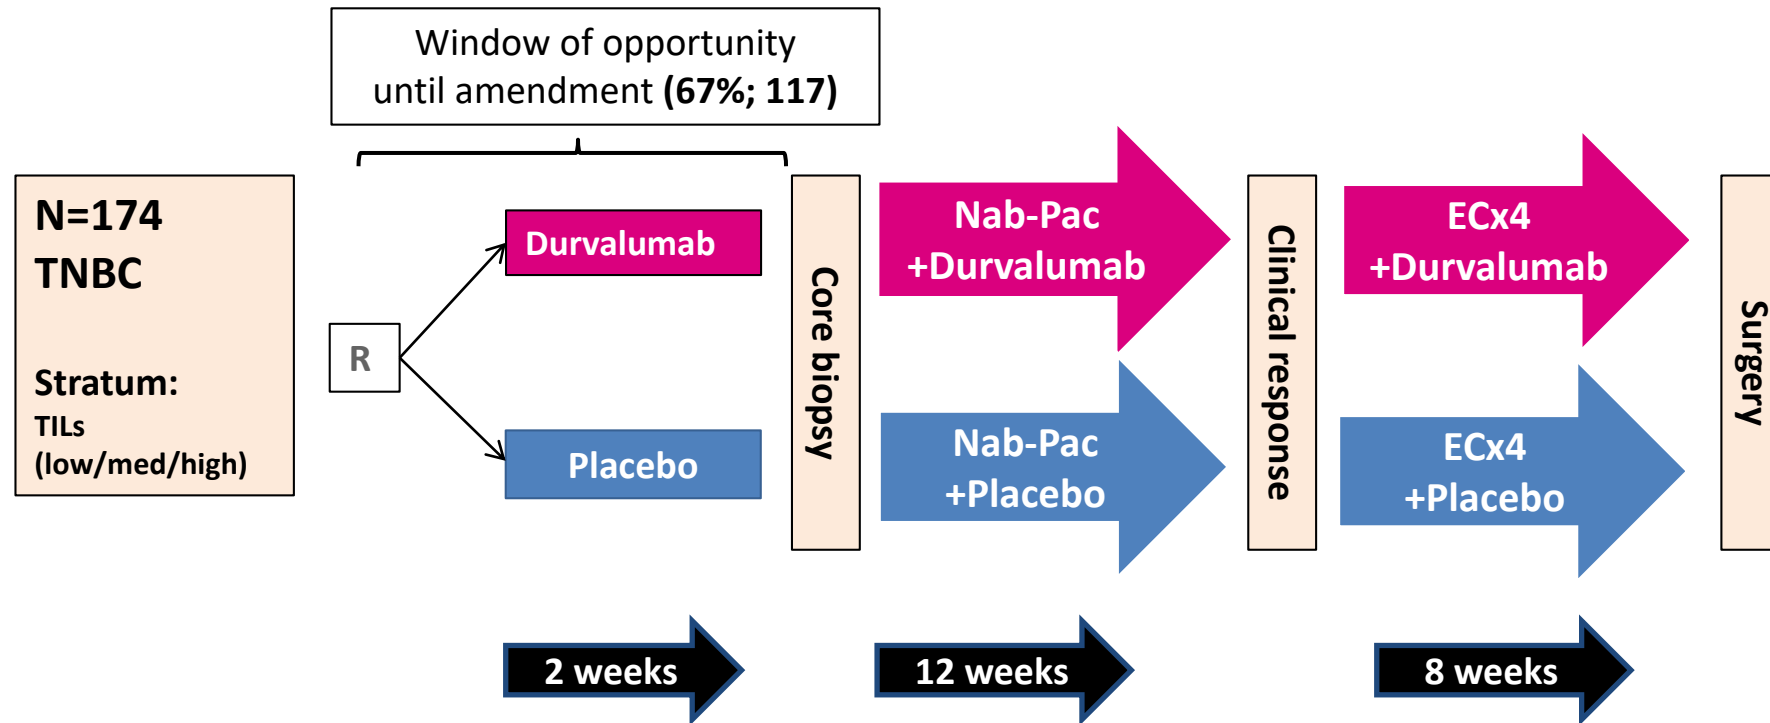 Window of opportunity
until amendment (67%; 117)
N=174
TNBC
Stratum:
TILs
(low/med/high)
R
Durvalumab
Placebo
Core biopsy
Nab-Pac
+Durvalumab
Nab-Pac
+Placebo
Clinical response
ECx4
+Durvalumab
ECx4
+Placebo
Surgery
2 weeks
12 weeks
8 weeks